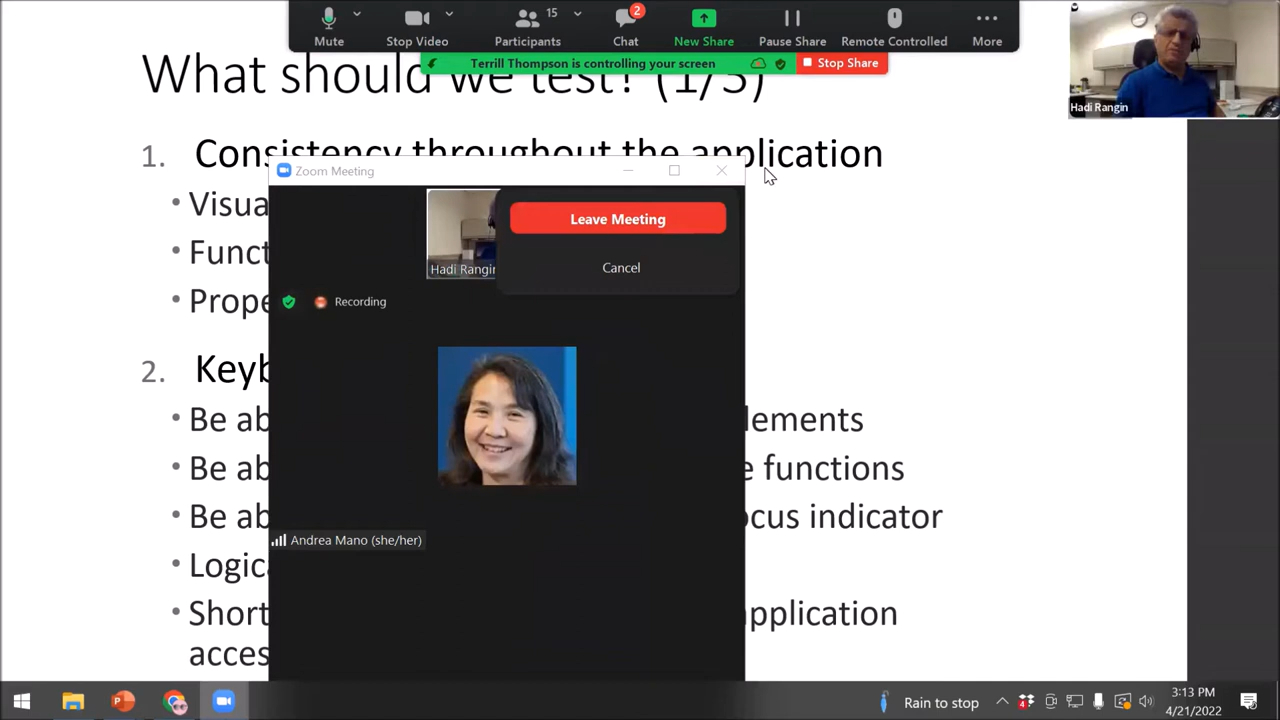 15
2
Mute
Stop Video
Participants
Chat
New Share
Pause Share
Remote Controlled
More
Terrill Thompson is controlling your screen
Stop Share
Hadi Rangin
What should we test? (1/3)
1. Consistency throughout the application
Zoom Meeting
• Visua
Leave Meeting
• Funct
Hadi Rangin
Cancel
• Prope
Recording
2. Keyb
• Be ab
lements
• Be ab
e functions
• Be ab
ocus indicator
Andrea Mano (she/her)
• Logic
• Short
application
acces
Rain to stop
4
3:13 PM
4/21/2022